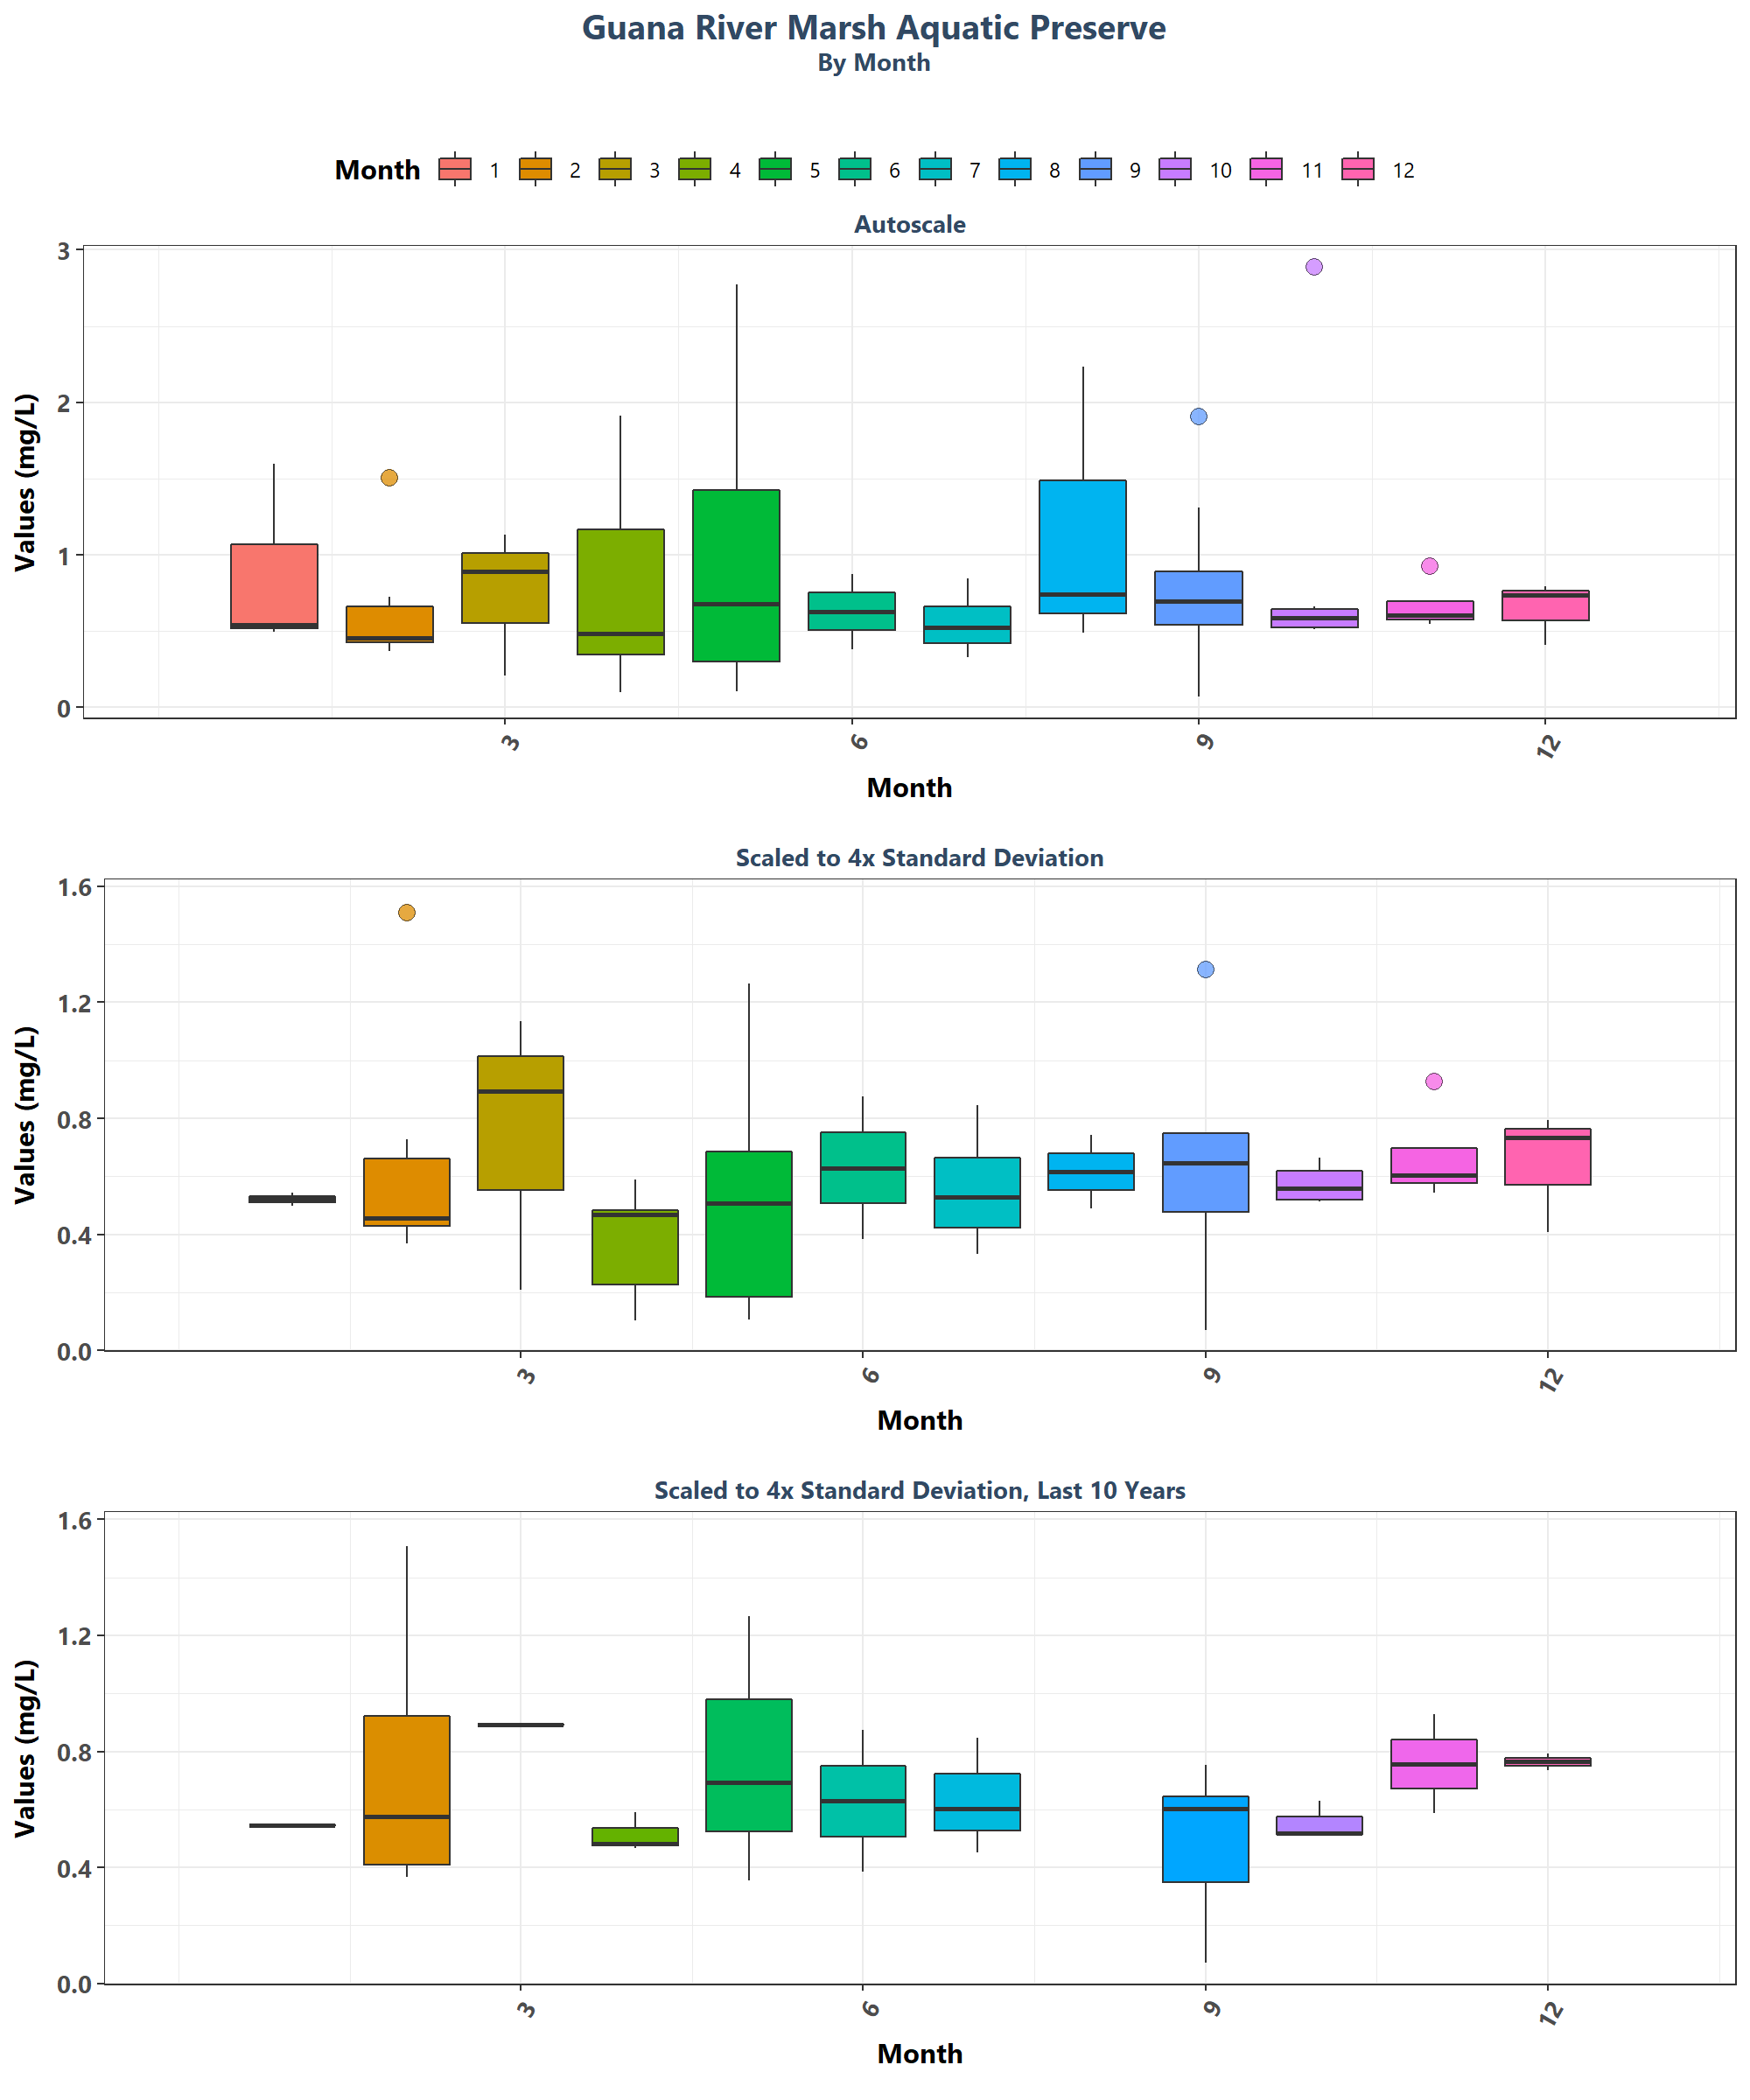 Guana River Marsh Aquatic Preserve
By Month
Month 1 2 3 4 5 6 7 8 9 10 11 12
Autoscale
Values (mg/L)
3
2
1
0
3 6 9 12
Month
Scaled to 4x Standard Deviation
Values (mg/L)
1.6
1.2
0.8
0.4
0.0
3 6 9 12
Month
Scaled to 4x Standard Deviation, Last 10 Years
Values (mg/L)
1.6
1.2
0.8
0.4
0.0
3 6 9 12
Month